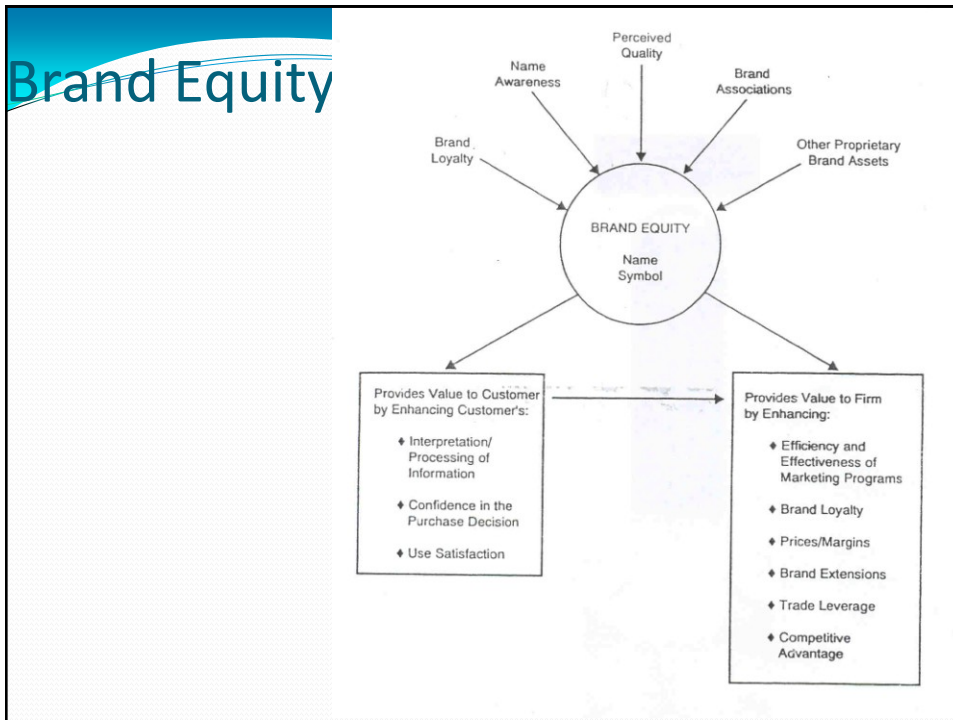 Brand Equity
Perceived
Quality
Name
Awareness
Brand
Associations
Brand
Loyalty
Other Proprietary
Brand Assets
BRAND EQUITY
Name
Symbol
Provides Value to Customer
by Enhancing Customer's:
♦ Interpretation/
Processing of
Information
♦ Confidence in the
Purchase Decision
♦ Use Satisfaction
Provides Value to Firm
by Enhancing:
♦ Efficiency and
Effectiveness of
Marketing Programs
♦ Brand Loyalty
♦ Prices/Margins
♦ Brand Extensions
♦ Trade Leverage
♦ Competitive
Advantage